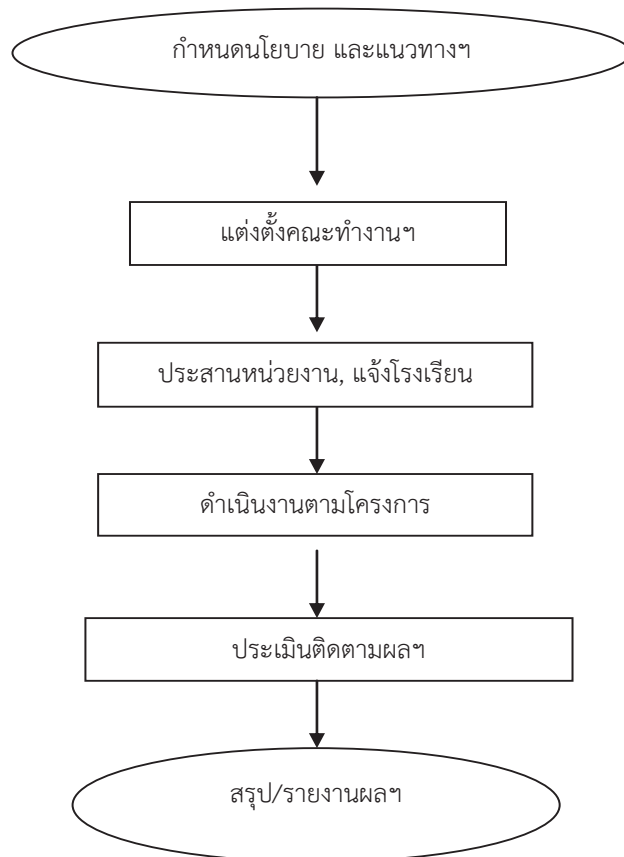 กำหนดนโยบาย และแนวทางฯ
แต่งตั้งคณะทำงานฯ
ประสานหน่วยงาน, แจ้งโรงเรียน
ดำเนินงานตามโครงการ
ประเมินติดตามผลฯ
สรุป/รายงานผลฯ